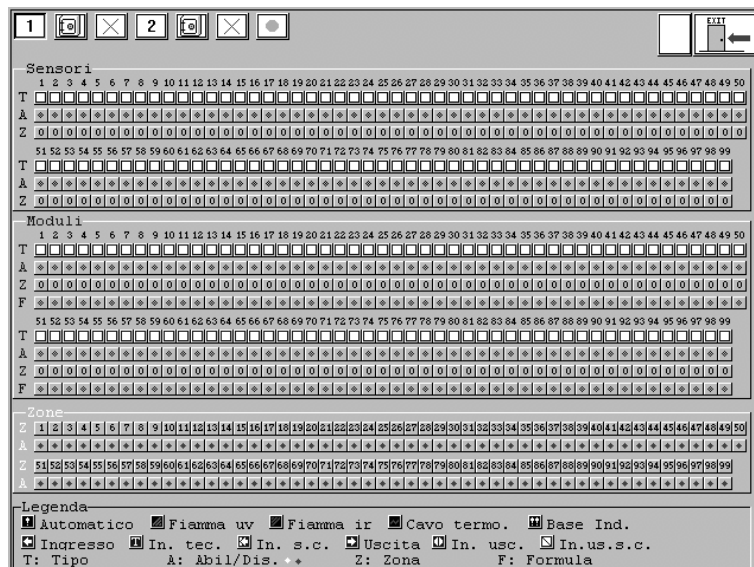 1 2 EXIT
Sensori
1 2 3 4 5 6 7 8 9 10 11 12 13 14 15 16 17 18 19 20 21 22 23 24 25 26 27 28 29 30 31 32 33 34 35 36 37 38 39 40 41 42 43 44 45 46 47 48 49 50
T
A
Z 0 0 0 0 0 0 0 0 0 0 0 0 0 0 0 0 0 0 0 0 0 0 0 0 0 0 0 0 0 0 0 0 0 0 0 0 0 0 0 0 0 0 0 0 0 0 0 0 0 0
51 52 53 54 55 56 57 58 59 60 61 62 63 64 65 66 67 68 69 70 71 72 73 74 75 76 77 78 79 80 81 82 83 84 85 86 87 88 89 90 91 92 93 94 95 96 97 98 99
T
A
Z 0 0 0 0 0 0 0 0 0 0 0 0 0 0 0 0 0 0 0 0 0 0 0 0 0 0 0 0 0 0 0 0 0 0 0 0 0 0 0 0 0 0 0 0 0 0 0 0 0
Moduli
1 2 3 4 5 6 7 8 9 10 11 12 13 14 15 16 17 18 19 20 21 22 23 24 25 26 27 28 29 30 31 32 33 34 35 36 37 38 39 40 41 42 43 44 45 46 47 48 49 50
T
A
Z 0 0 0 0 0 0 0 0 0 0 0 0 0 0 0 0 0 0 0 0 0 0 0 0 0 0 0 0 0 0 0 0 0 0 0 0 0 0 0 0 0 0 0 0 0 0 0 0 0 0
F
51 52 53 54 55 56 57 58 59 60 61 62 63 64 65 66 67 68 69 70 71 72 73 74 75 76 77 78 79 80 81 82 83 84 85 86 87 88 89 90 91 92 93 94 95 96 97 98 99
T
A
Z 0 0 0 0 0 0 0 0 0 0 0 0 0 0 0 0 0 0 0 0 0 0 0 0 0 0 0 0 0 0 0 0 0 0 0 0 0 0 0 0 0 0 0 0 0 0 0 0 0
F
Zone
Z 1 2 3 4 5 6 7 8 9 10 11 12 13 14 15 16 17 18 19 20 21 22 23 24 25 26 27 28 29 30 31 32 33 34 35 36 37 38 39 40 41 42 43 44 45 46 47 48 49 50
A
Z 51 52 53 54 55 56 57 58 59 60 61 62 63 64 65 66 67 68 69 70 71 72 73 74 75 76 77 78 79 80 81 82 83 84 85 86 87 88 89 90 91 92 93 94 95 96 97 98 99
A
Legenda
Automatico Fiamma uv Fiamma ir Cavo termo. Base Ind.
Ingresso In. tec. In. s.c. Uscita In. usc. In.us.s.c.
T: Tipo A: Abil/Dis. Z: Zona F: Formula